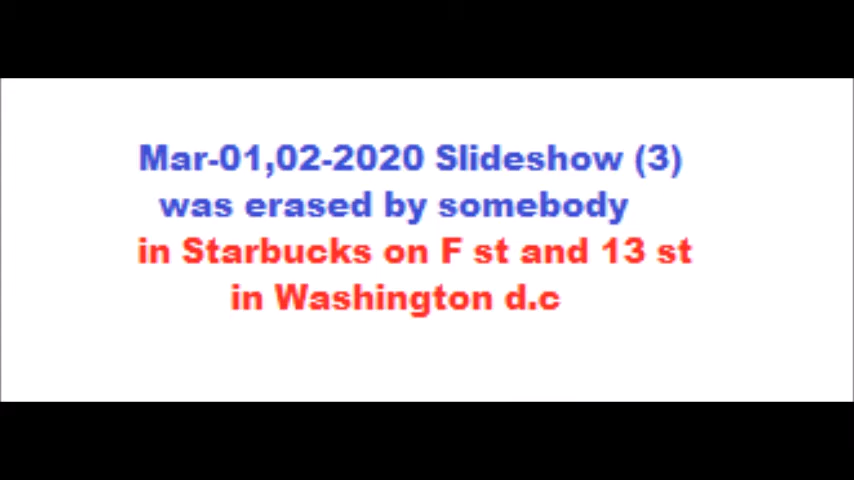 Mar-01,02-2020 Slideshow (3)
was erased by somebody
in Starbucks on F st and 13 st
in Washington d.c